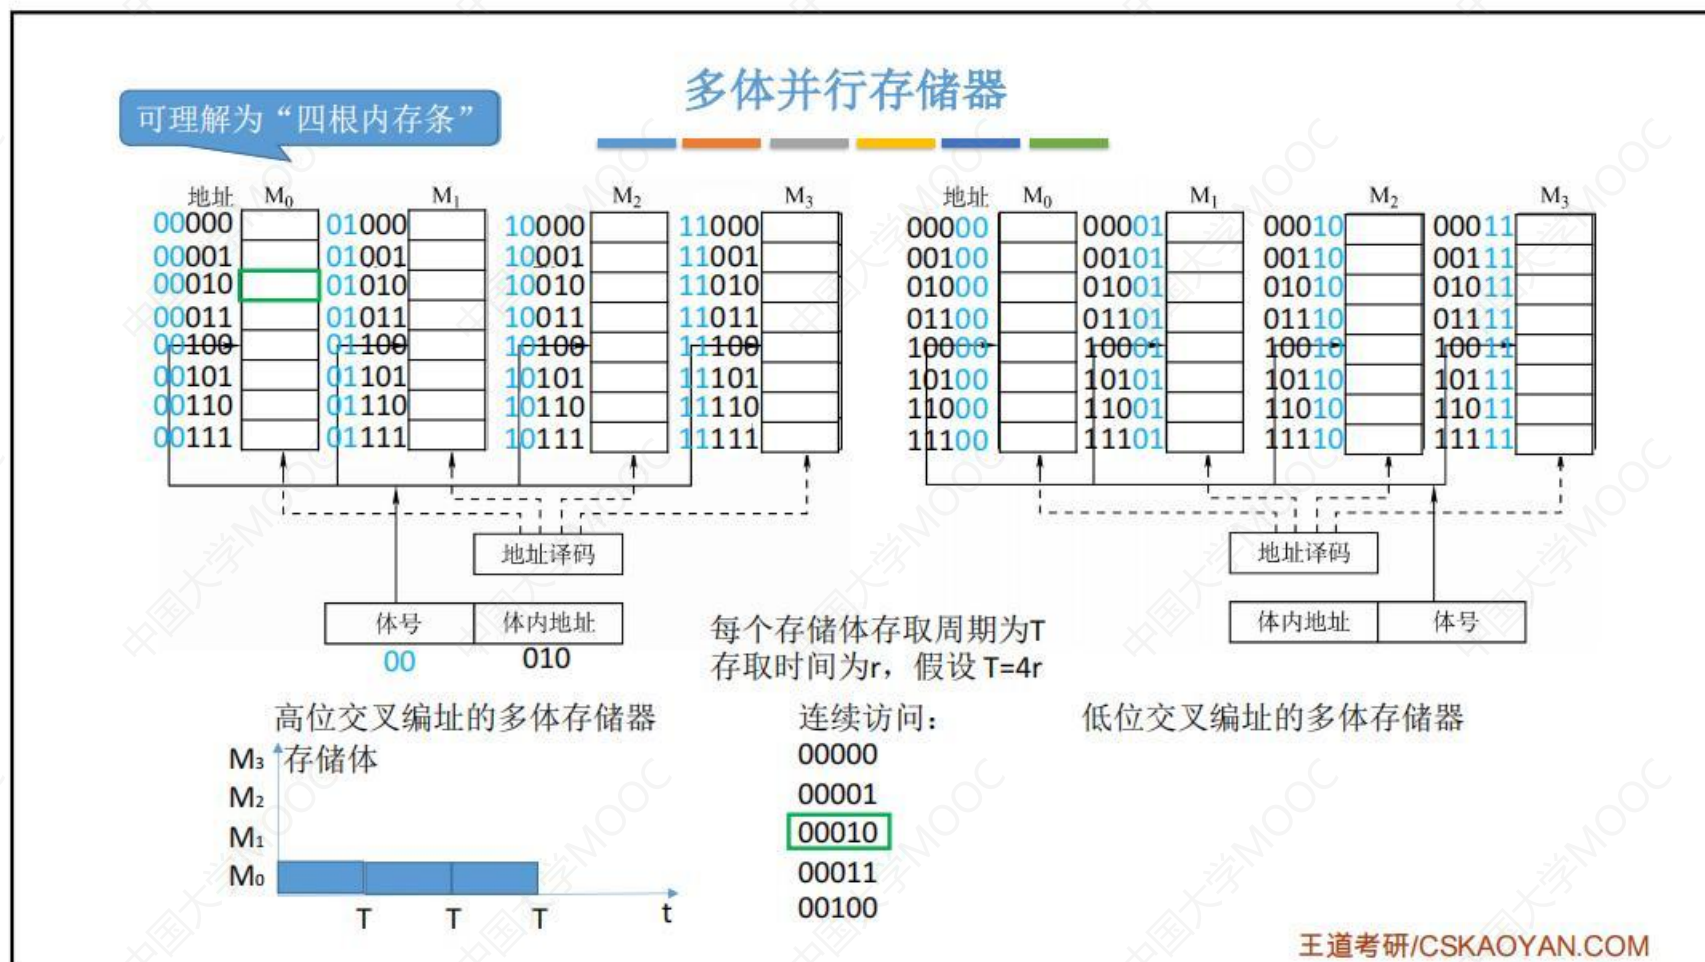 多体并行存储器
可理解为“四根内存条”
地址 M₀ M₁ M₂ M₃
00000 01000 10000 11000
00001 01001 10001 11001
00010 01010 10010 11010
00011 01011 10011 11011
00100 01100 10100 11100
00101 01101 10101 11101
00110 01110 10110 11110
00111 01111 10111 11111
地址译码
体号 体内地址
00 010
高位交叉编址的多体存储器
地址 M₀ M₁ M₂ M₃
00000 00001 00010 00011
00100 00101 00110 00111
01000 01001 01010 01011
01100 01101 01110 01111
10000 10001 10010 10011
10100 10101 10110 10111
11000 11001 11010 11011
11100 11101 11110 11111
地址译码
体内地址 体号
低位交叉编址的多体存储器
每个存储体存取周期为T
存取时间为r，假设 T=4r
连续访问：
00000
00001
00010
00011
00100
存储体
M₃
M₂
M₁
M₀
T T T t
王道考研/CSKAOYAN.COM
中国大学MOOC